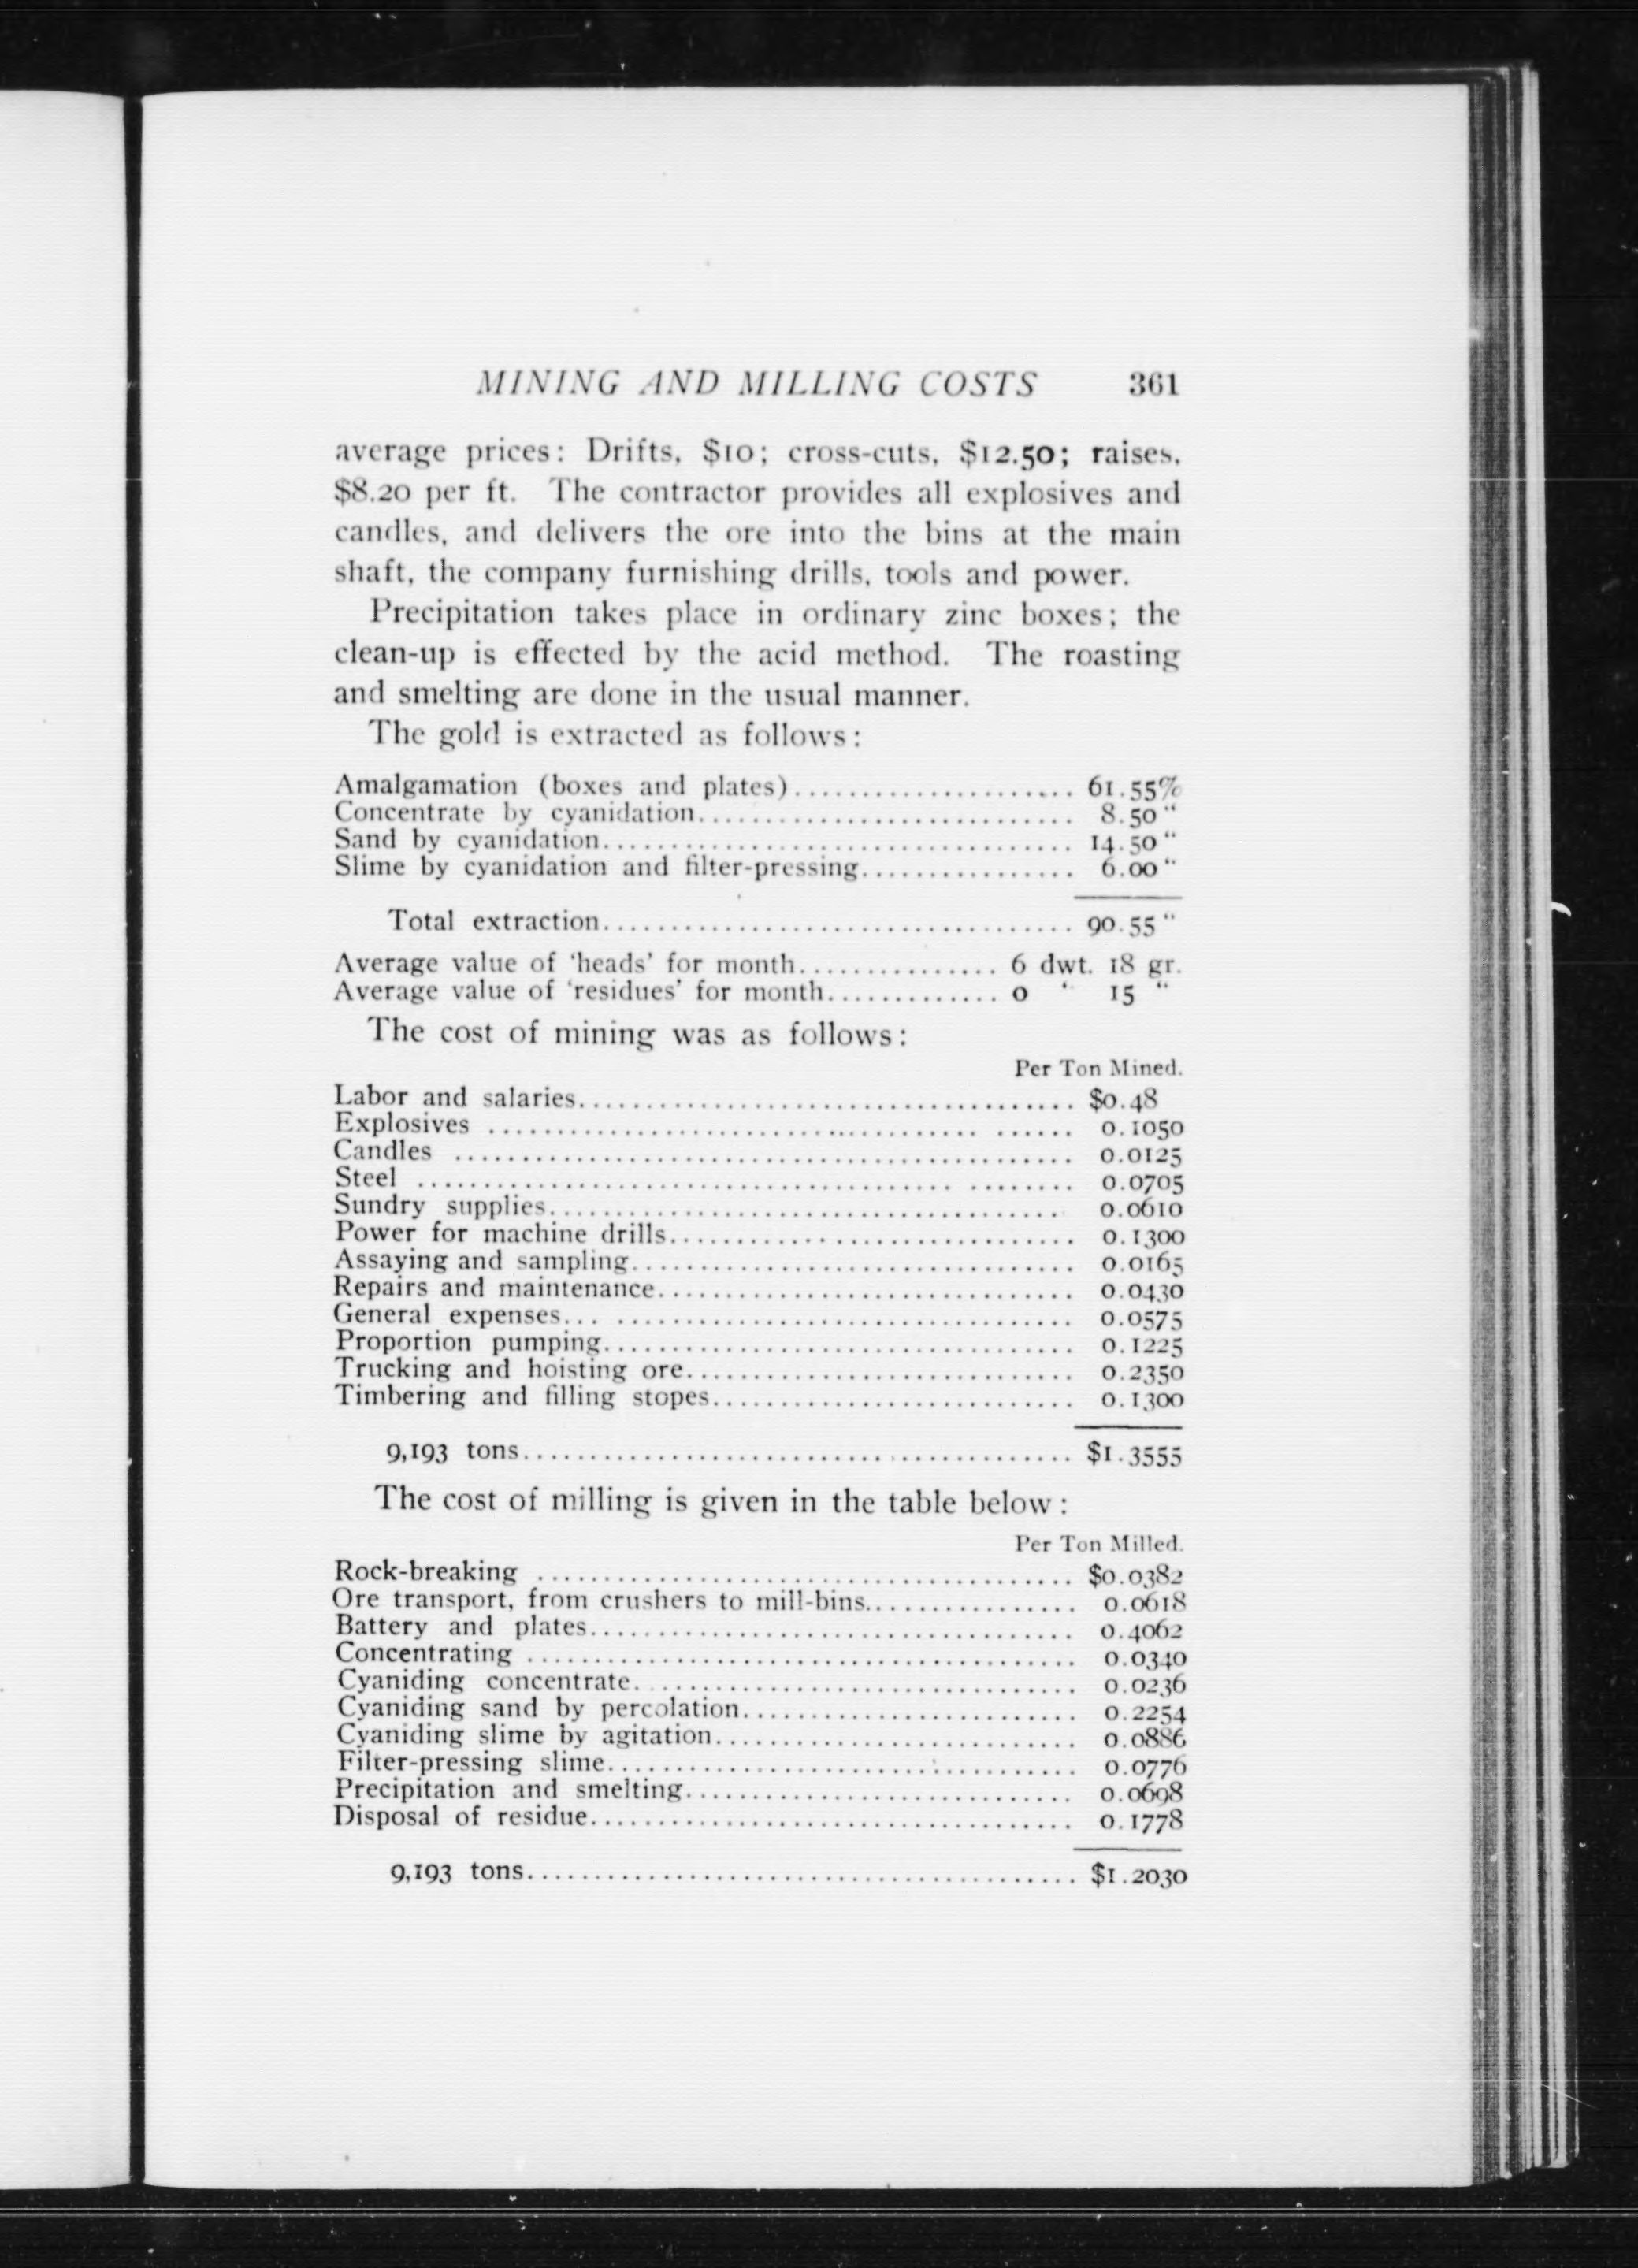 MINING AND MILLING COSTS 361
average prices: Drifts, $10; cross-cuts, $12.50; raises,
$8.20 per ft. The contractor provides all explosives and
candles, and delivers the ore into the bins at the main
shaft, the company furnishing drills, tools and power.
Precipitation takes place in ordinary zinc boxes; the
clean-up is effected by the acid method. The roasting
and smelting are done in the usual manner.
The gold is extracted as follows:
Amalgamation (boxes and plates)..................... 61.55%
Concentrate by cyanidation............................ 8.50 "
Sand by cyanidation................................... 14.50 "
Slime by cyanidation and filter-pressing................ 6.00 "
Total extraction................................... 90.55 "
Average value of 'heads' for month............... 6 dwt. 18 gr.
Average value of 'residues' for month............. 0 " 15 "
The cost of mining was as follows:
Per Ton Mined.
Labor and salaries..................................... $0.48
Explosives ........................................... 0.1050
Candles .............................................. 0.0125
Steel ................................................ 0.0705
Sundry supplies...................................... 0.0610
Power for machine drills.............................. 0.1300
Assaying and sampling................................. 0.0165
Repairs and maintenance............................... 0.0430
General expenses... .................................. 0.0575
Proportion pumping................................... 0.1225
Trucking and hoisting ore............................. 0.2350
Timbering and filling stopes........................... 0.1300
9,193 tons......................................... $1.3555
The cost of milling is given in the table below:
Per Ton Milled.
Rock-breaking ........................................ $0.0382
Ore transport, from crushers to mill-bins................ 0.0618
Battery and plates.................................... 0.4062
Concentrating ......................................... 0.0340
Cyaniding concentrate................................. 0.0236
Cyaniding sand by percolation......................... 0.2254
Cyaniding slime by agitation........................... 0.0886
Filter-pressing slime................................... 0.0776
Precipitation and smelting............................. 0.0698
Disposal of residue.................................... 0.1778
9,193 tons......................................... $1.2030